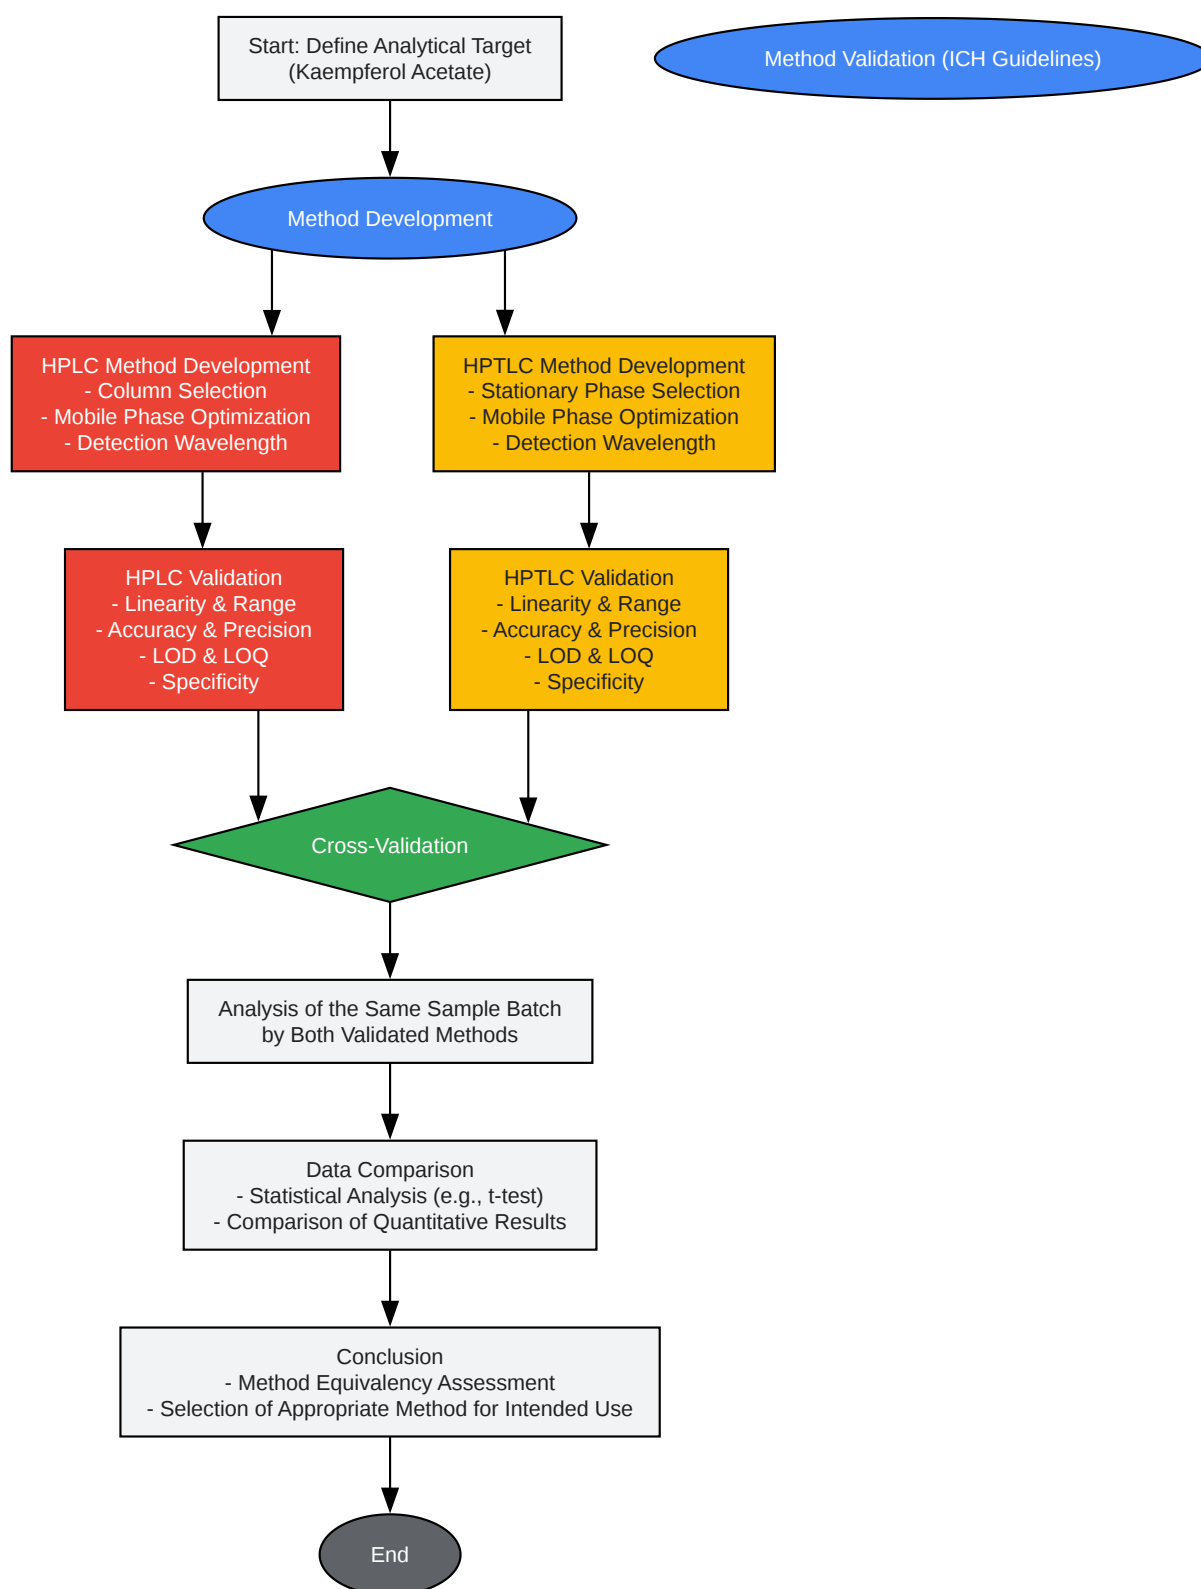 Start: Define Analytical Target
(Kaempferol Acetate)
Method Validation (ICH Guidelines)
Method Development
HPLC Method Development
- Column Selection
- Mobile Phase Optimization
- Detection Wavelength
HPTLC Method Development
- Stationary Phase Selection
- Mobile Phase Optimization
- Detection Wavelength
HPLC Validation
- Linearity & Range
- Accuracy & Precision
- LOD & LOQ
- Specificity
HPTLC Validation
- Linearity & Range
- Accuracy & Precision
- LOD & LOQ
- Specificity
Cross-Validation
Analysis of the Same Sample Batch
by Both Validated Methods
Data Comparison
- Statistical Analysis (e.g., t-test)
- Comparison of Quantitative Results
Conclusion
- Method Equivalency Assessment
- Selection of Appropriate Method for Intended Use
End